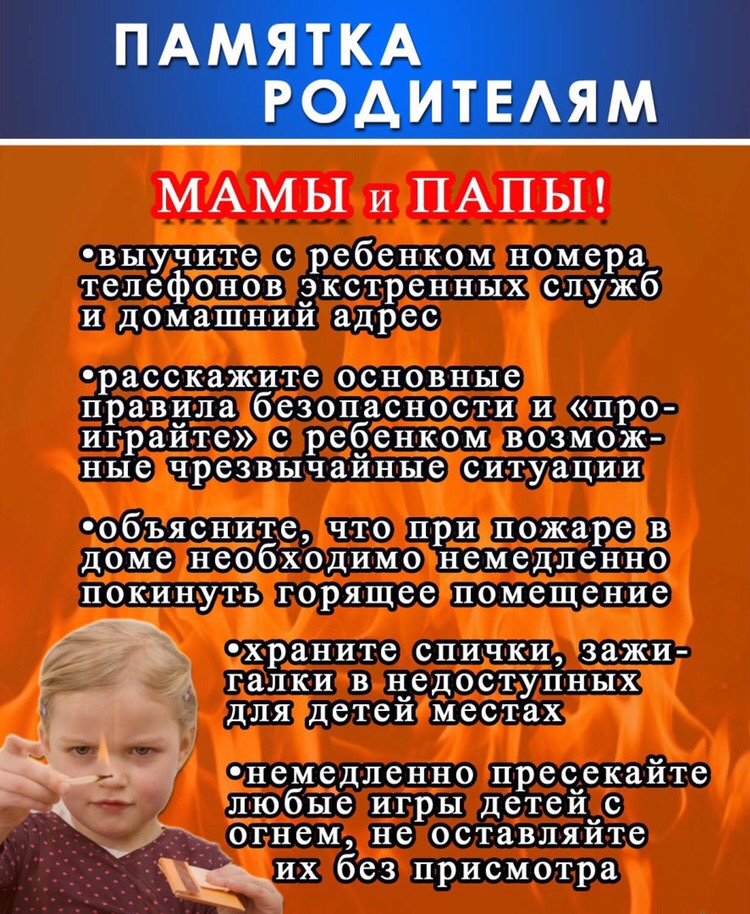 ПАМЯТКА
РОДИТЕЛЯМ
МАМЫ и ПАПЫ!
•выучите с ребенком номера
телефонов экстренных служб
и домашний адрес
•расскажите основные
правила безопасности и «про-
играйте» с ребенком возмож-
ные чрезвычайные ситуации
•объясните, что при пожаре в
доме необходимо немедленно
покинуть горящее помещение
•храните спички, зажи-
галки в недоступных
для детей местах
•немедленно пресекайте
любые игры детей с
огнем, не оставляйте
их без присмотра